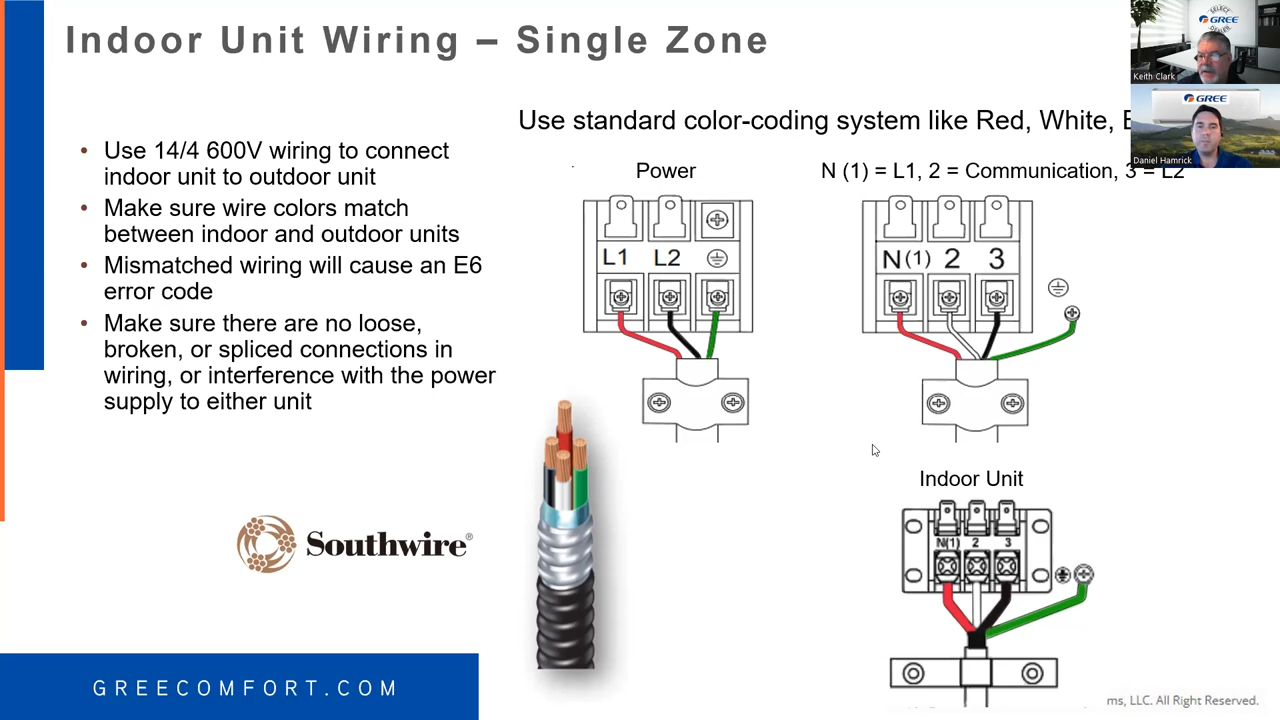 Indoor Unit Wiring – Single Zone
SELECT
GREE
DEALER
Keith Clark
GREE
Daniel Hamrick
Use standard color-coding system like Red, White,
• Use 14/4 600V wiring to connect
indoor unit to outdoor unit
• Make sure wire colors match
between indoor and outdoor units
• Mismatched wiring will cause an E6
error code
• Make sure there are no loose,
broken, or spliced connections in
wiring, or interference with the power
supply to either unit
Power
L1 L2
N (1) = L1, 2 = Communication, 3 = L2
N(1) 2 3
Indoor Unit
N(1) 2 3
Southwire®
GREECOMFORT.COM
ms, LLC. All Right Reserved.